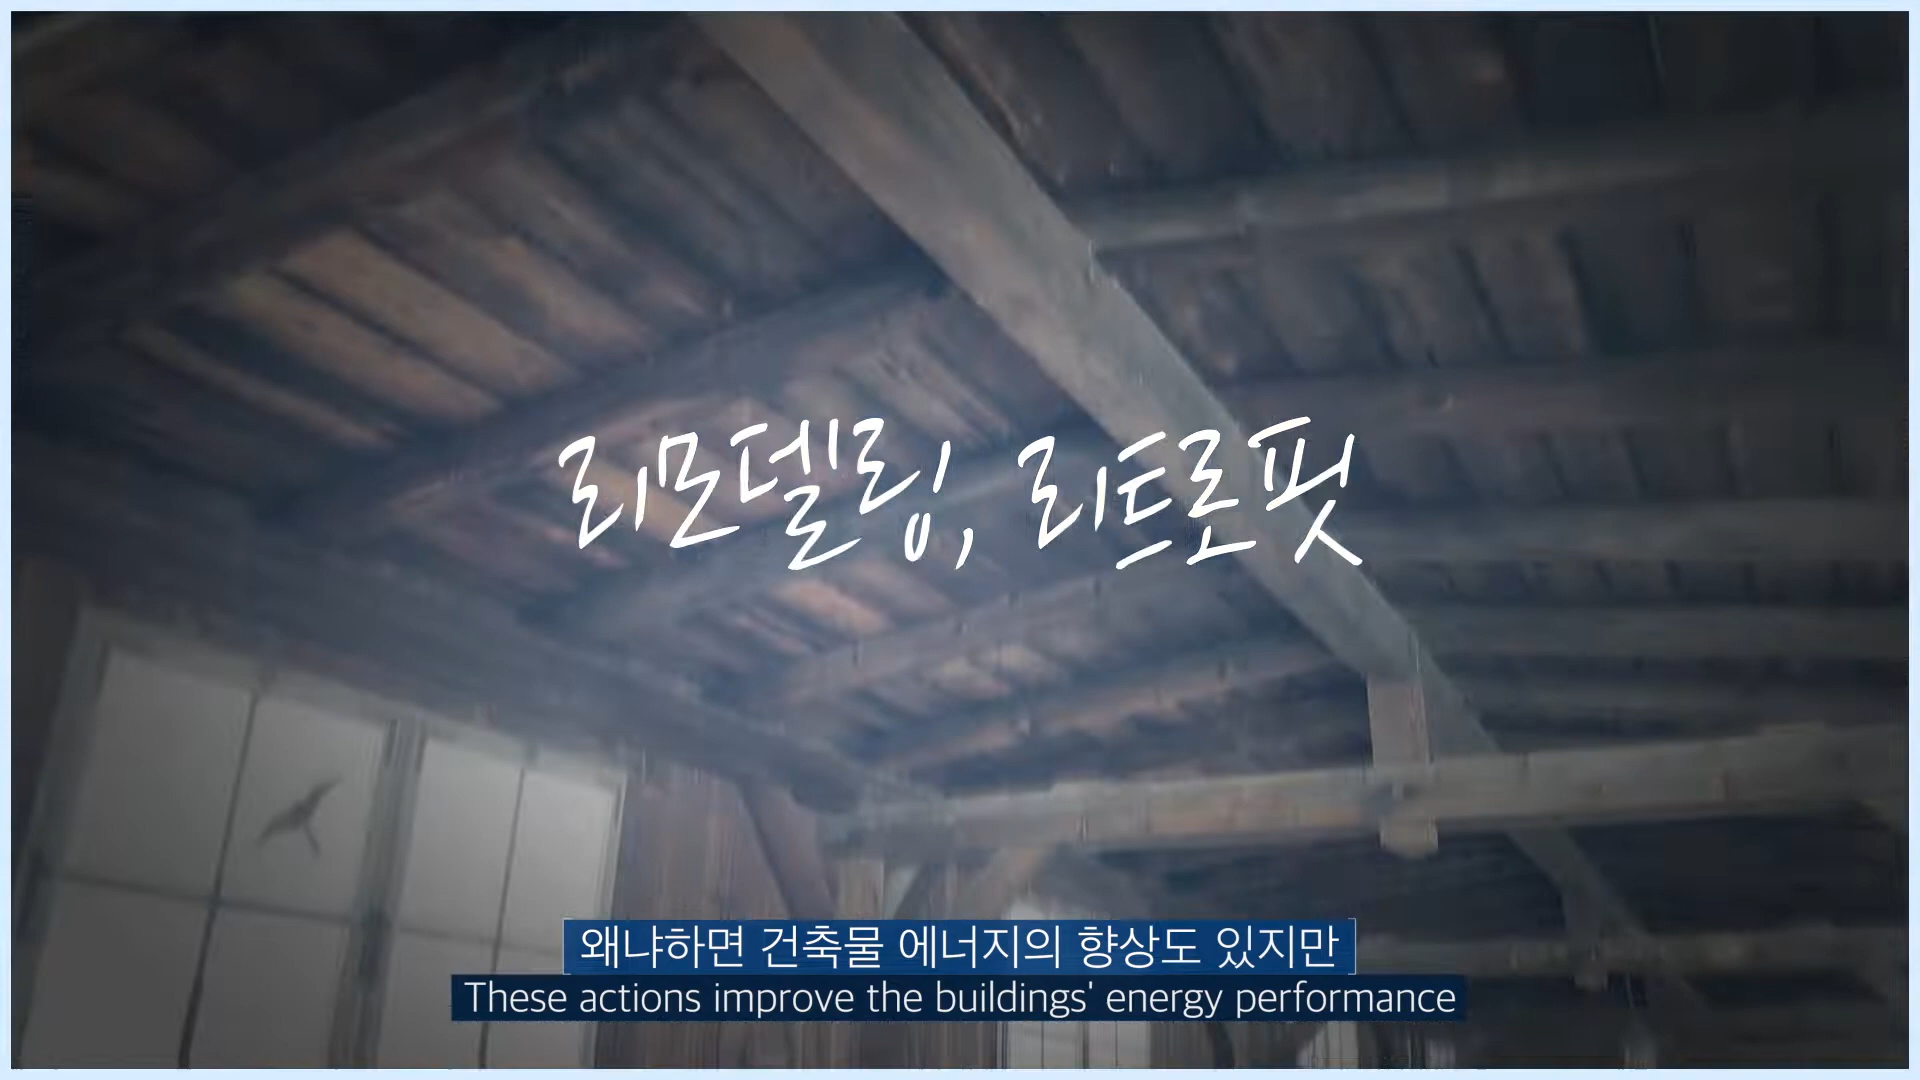 리모델링, 리트로핏
왜냐하면 건축물 에너지의 향상도 있지만
These actions improve the buildings' energy performance